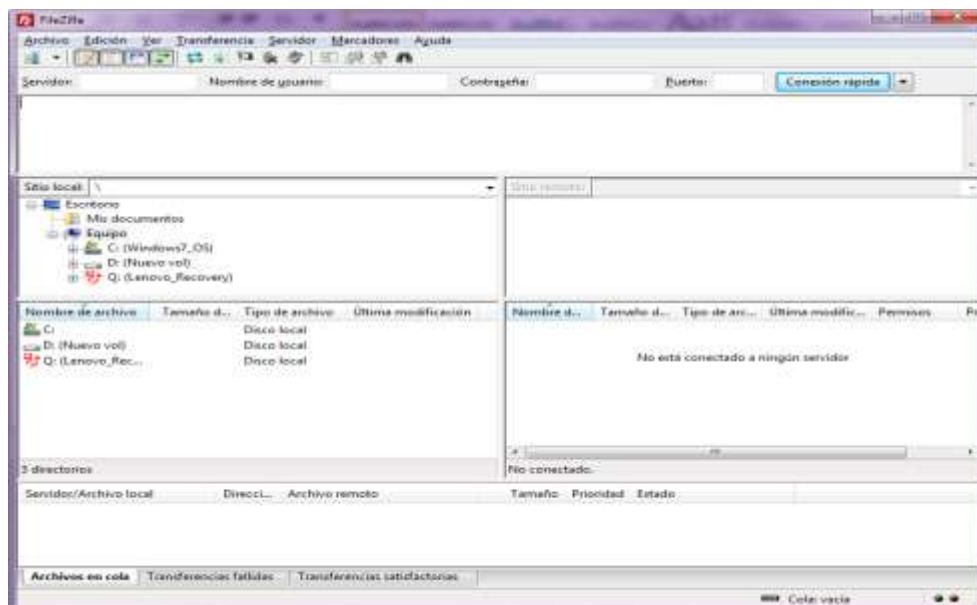 FileZilla
Archivo Edición Ver Transferencia Servidor Marcadores Ayuda
Servidor: Nombre de usuario: Contraseña: Puerto: Conexión rápida
Sitio local: \ Sitio remoto:
Escritorio
Mis documentos
Equipo
C: (Windows7_OS)
D: (Nuevo vol)
Q: (Lenovo_Recovery)
Nombre de archivo Tamaño d... Tipo de archivo Última modificación
C: Disco local
D: (Nuevo vol) Disco local
Q: (Lenovo_Rec... Disco local
3 directorios
Nombre d... Tamaño d... Tipo de arc... Última modific... Permisos
No está conectado a ningún servidor
No conectado.
Servidor/Archivo local Direcci... Archivo remoto Tamaño Prioridad Estado
Archivos en cola Transferencias fallidas Transferencias satisfactorias
Cola: vacía